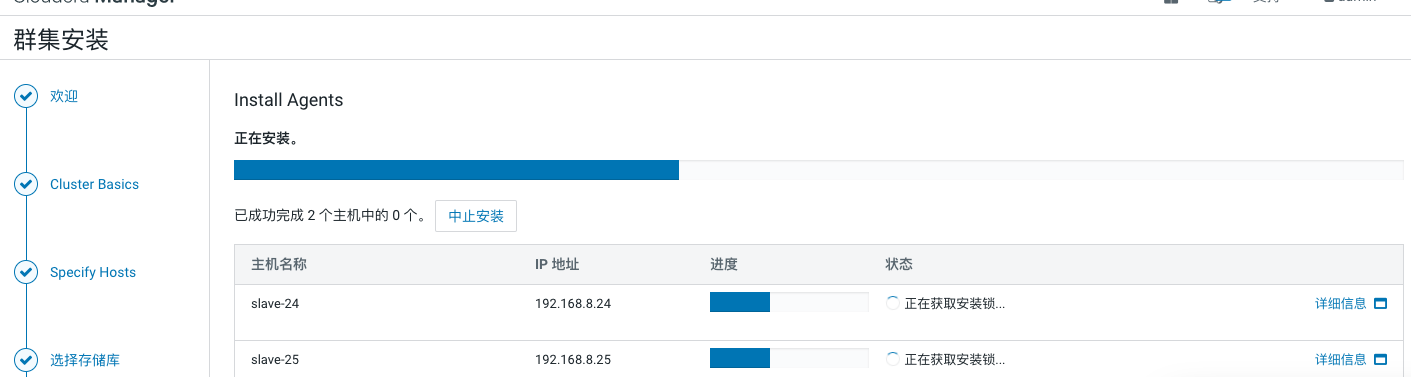 Cloudera Manager
支持
admin
群集安装
欢迎
Cluster Basics
Specify Hosts
选择存储库
Install Agents
正在安装。
已成功完成 2 个主机中的 0 个。 中止安装
主机名称 IP 地址 进度 状态
slave-24 192.168.8.24 正在获取安装锁... 详细信息
slave-25 192.168.8.25 正在获取安装锁... 详细信息